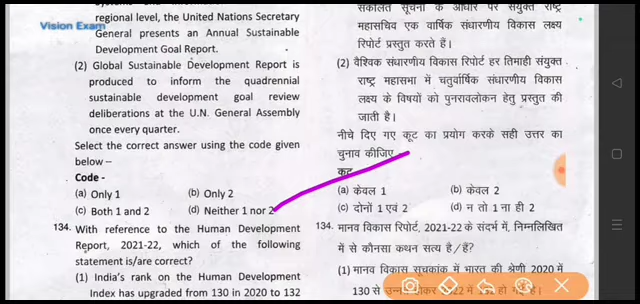 regional level, the United Nations Secretary
Vision Exam
General presents an Annual Sustainable
Development Goal Report.
(2) Global Sustainable Development Report is
produced to inform the quadrennial
sustainable development goal review
deliberations at the U.N. General Assembly
once every quarter.
Select the correct answer using the code given
below –
Code -
(a) Only 1 (b) Only 2
(c) Both 1 and 2 (d) Neither 1 nor 2
134. With reference to the Human Development
Report, 2021-22, which of the following
statement is/are correct?
(1) India's rank on the Human Development
Index has upgraded from 130 in 2020 to 132
संकलित सूचना के आधार पर संयुक्त राष्ट्र
महासचिव एक वार्षिक संधारणीय विकास लक्ष्य
रिपोर्ट प्रस्तुत करते हैं।
(2) वैश्विक संधारणीय विकास रिपोर्ट हर तिमाही संयुक्त
राष्ट्र महासभा में चतुर्वार्षिक संधारणीय विकास
लक्ष्य के विषयों को पुनरावलोकन हेतु प्रस्तुत की
जाती है।
नीचे दिए गए कूट का प्रयोग करके सही उत्तर का
चुनाव कीजिए
कूट
(a) केवल 1 (b) केवल 2
(c) दोनों 1 एवं 2 (d) न तो 1 ना ही 2
134. मानव विकास रिपोर्ट, 2021-22 के संदर्भ में, निम्नलिखित
में से कौनसा कथन सत्य है/हैं?
(1) मानव विकास सूचकांक में भारत की श्रेणी 2020 में
130 से